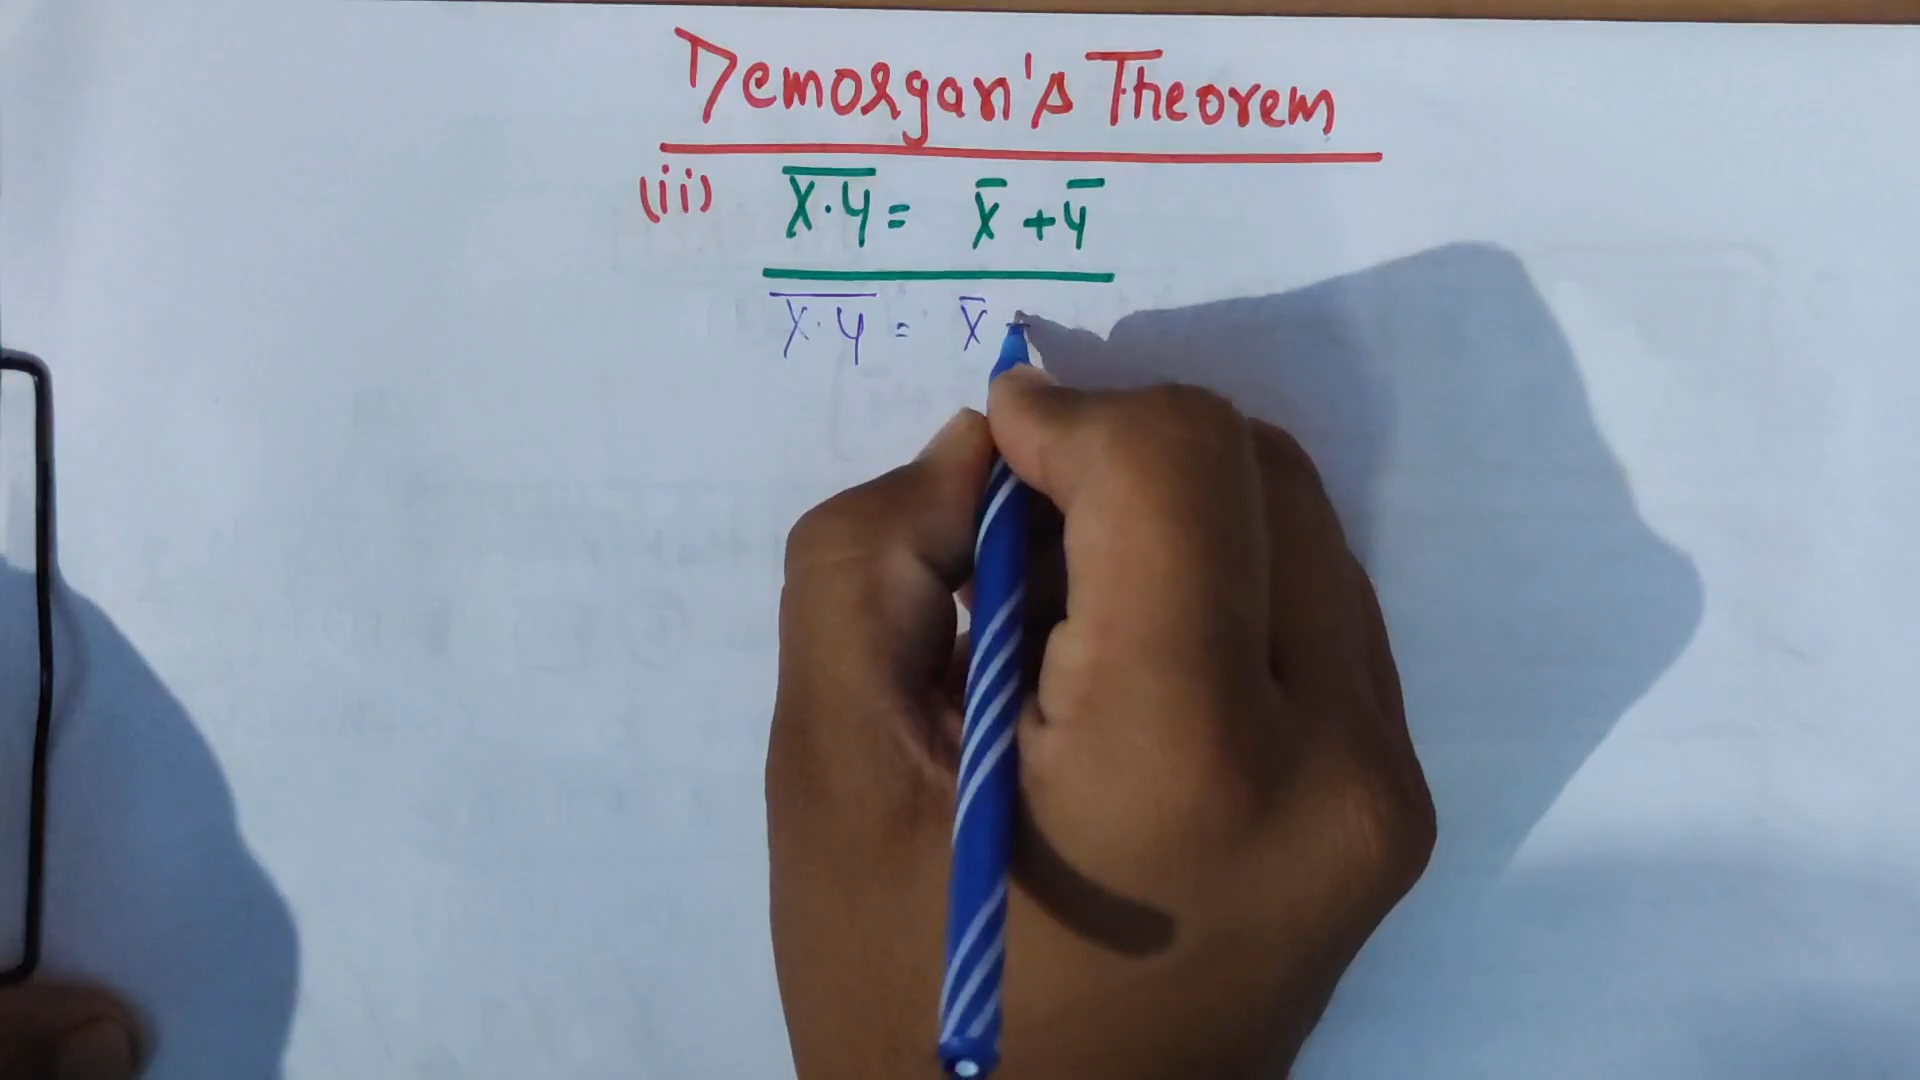 Demorgan's Theorem
(ii) X̅·̅Y̅ = X̅ + Y̅
X̅·̅Y̅ = X̅